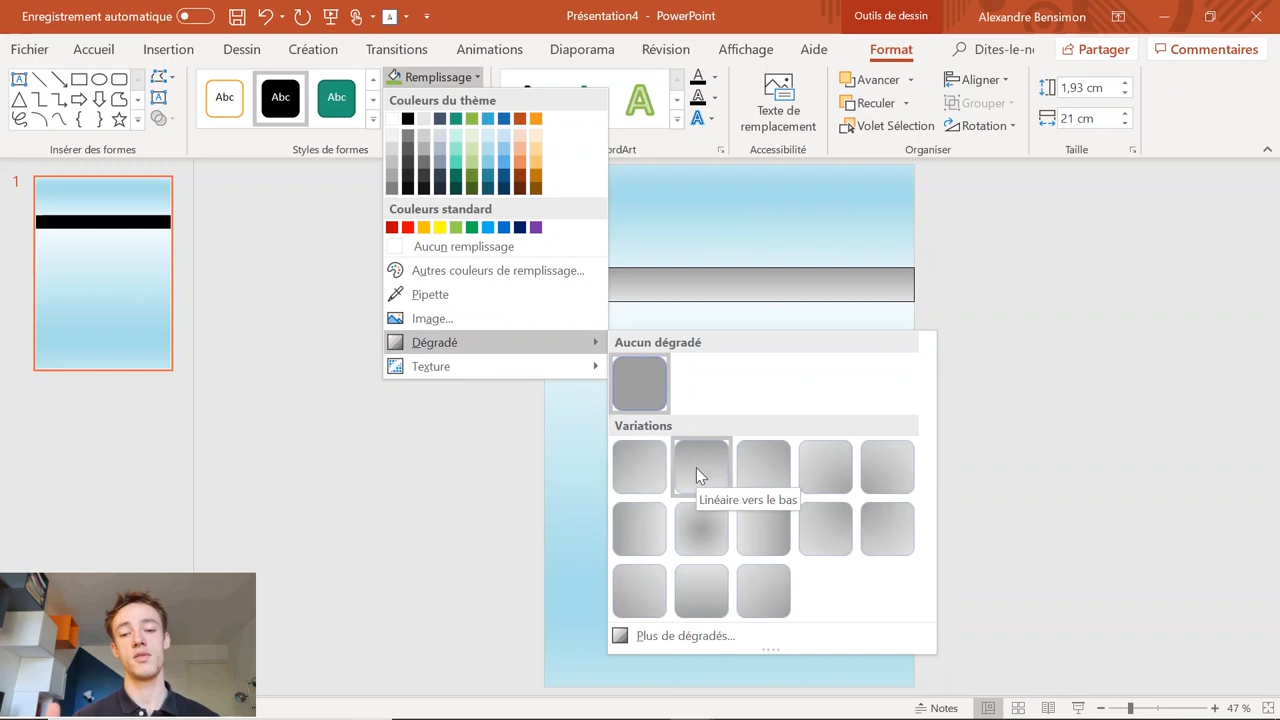 Enregistrement automatique
Présentation4 — PowerPoint
Outils de dessin
Alexandre Bensimon
Fichier Accueil Insertion Dessin Création Transitions Animations Diaporama Révision Affichage Aide Format Dites-le-n Partager Commentaires
Abc Abc Abc
Remplissage
Texte de
remplacement
Avancer
Reculer
Volet Sélection
Aligner
Grouper
Rotation
1,93 cm
21 cm
Insérer des formes
Styles de formes
ordArt
Accessibilité
Organiser
Taille
Couleurs du thème
Couleurs standard
Aucun remplissage
Autres couleurs de remplissage...
Pipette
Image...
Dégradé
Texture
1
Aucun dégradé
Variations
Linéaire vers le bas
Plus de dégradés...
Notes
47 %